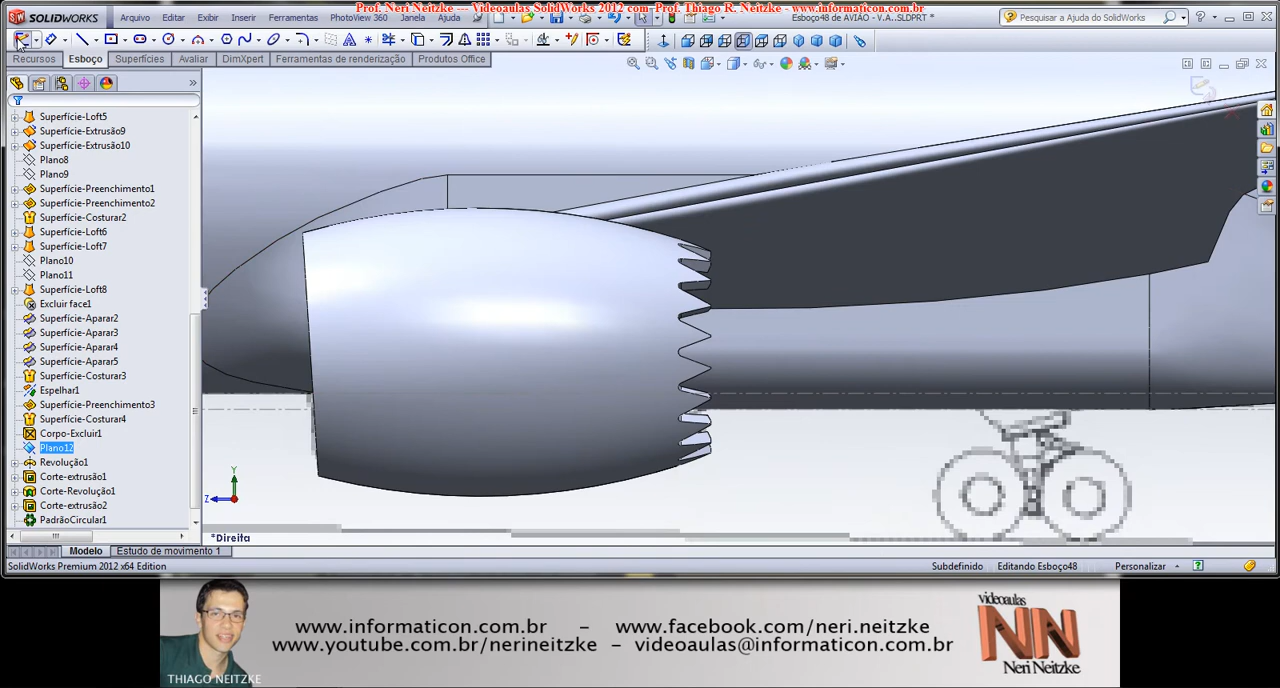 Prof. Neri Neitzke --- Videoaulas SolidWorks 2012 com Prof. Thiago R. Neitzke - www.informaticon.com.br
SOLIDWORKS
Arquivo Editar Exibir Inserir Ferramentas PhotoView 360 Janela Ajuda
Esboço48 de AVIÃO - V.A...SLDPRT *
Pesquisar a Ajuda do SolidWorks
Recursos Esboço Superfícies Avaliar DimXpert Ferramentas de renderização Produtos Office
Superfície-Loft5
Superfície-Extrusão9
Superfície-Extrusão10
Plano8
Plano9
Superfície-Preenchimento1
Superfície-Preenchimento2
Superfície-Costurar2
Superfície-Loft6
Superfície-Loft7
Plano10
Plano11
Superfície-Loft8
Excluir face1
Superfície-Aparar2
Superfície-Aparar3
Superfície-Aparar4
Superfície-Aparar5
Superfície-Costurar3
Espelhar1
Superfície-Preenchimento3
Superfície-Costurar4
Corpo-Excluir1
Plano12
Revolução1
Corte-extrusão1
Corte-Revolução1
Corte-extrusão2
PadrãoCircular1
Y
Z
*Direita
Modelo Estudo de movimento 1
SolidWorks Premium 2012 x64 Edition
Subdefinido Editando Esboço48 Personalizar
www.informaticon.com.br - www.facebook.com/neri.neitzke
www.youtube.com.br/nerineitzke - videoaulas@informaticon.com.br
THIAGO NEITZKE
videoaulas
NN
Neri Neitzke